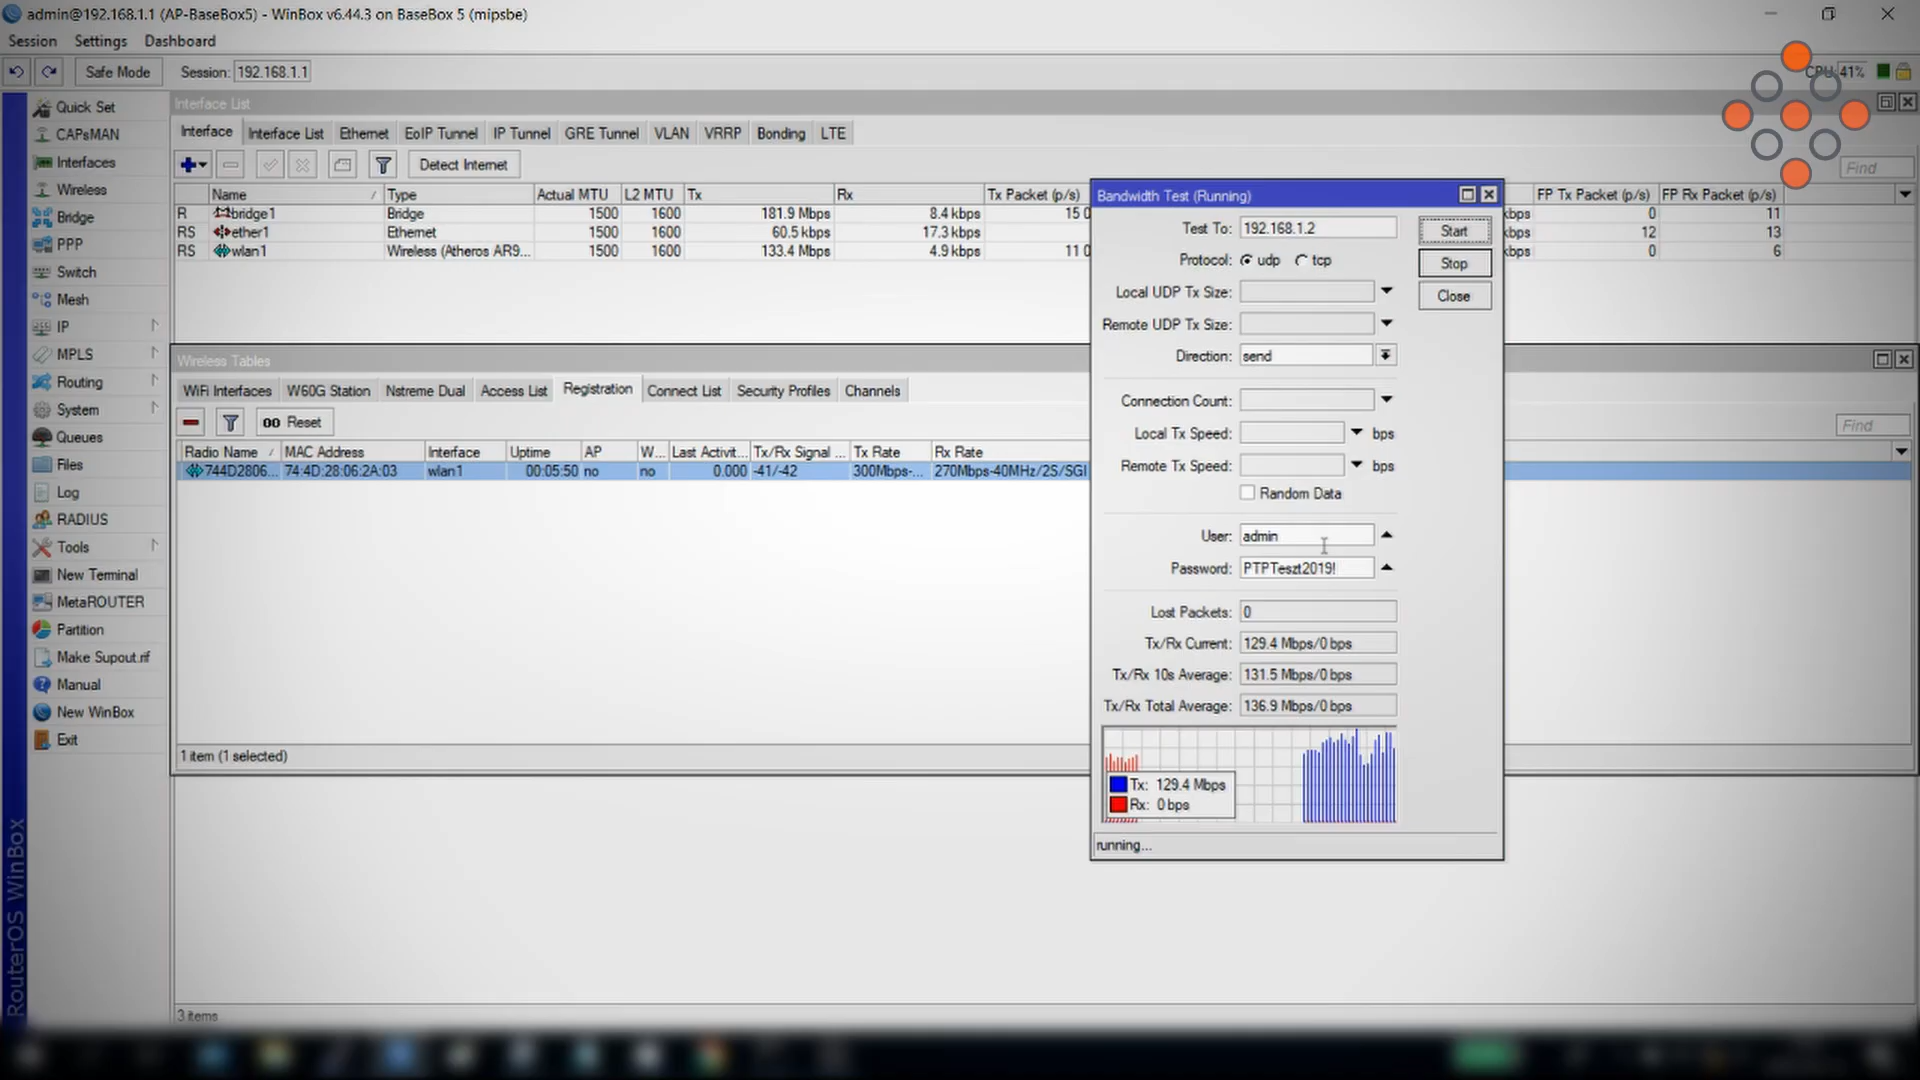 admin@192.168.1.1 (AP-BaseBox5) - WinBox v6.44.3 on BaseBox 5 (mipsbe)
Session Settings Dashboard
Safe Mode Session: 192.168.1.1 CPU: 41%
Quick Set
CAPsMAN
Interfaces
Wireless
Bridge
PPP
Switch
Mesh
IP
MPLS
Routing
System
Queues
Files
Log
RADIUS
Tools
New Terminal
MetaROUTER
Partition
Make Supout.rif
Manual
New WinBox
Exit
RouterOS WinBox
Interface List
Interface Interface List Ethernet EoIP Tunnel IP Tunnel GRE Tunnel VLAN VRRP Bonding LTE
Detect Internet Find
Name / Type Actual MTU L2 MTU Tx Rx Tx Packet (p/s) FP Tx Packet (p/s) FP Rx Packet (p/s)
R bridge1 Bridge 1500 1600 181.9 Mbps 8.4 kbps 15 0 kbps 0 11
RS ether1 Ethernet 1500 1600 60.5 kbps 17.3 kbps kbps 12 13
RS wlan1 Wireless (Atheros AR9... 1500 1600 133.4 Mbps 4.9 kbps 11 0 kbps 0 6
Wireless Tables
WiFi Interfaces W60G Station Nstreme Dual Access List Registration Connect List Security Profiles Channels
00 Reset Find
Radio Name / MAC Address Interface Uptime AP W... Last Activit... Tx/Rx Signal ... Tx Rate Rx Rate
744D2806... 74:4D:28:06:2A:03 wlan1 00:05:50 no no 0.000 -41/-42 300Mbps-... 270Mbps-40MHz/2S/SGI
1 item (1 selected)
3 items
Bandwidth Test (Running)
Test To: 192.168.1.2
Protocol: udp tcp
Local UDP Tx Size:
Remote UDP Tx Size:
Direction: send
Connection Count:
Local Tx Speed: bps
Remote Tx Speed: bps
Random Data
User: admin
Password: PTPTeszt2019!
Lost Packets: 0
Tx/Rx Current: 129.4 Mbps/0 bps
Tx/Rx 10s Average: 131.5 Mbps/0 bps
Tx/Rx Total Average: 136.9 Mbps/0 bps
Tx: 129.4 Mbps
Rx: 0 bps
running...
Start
Stop
Close